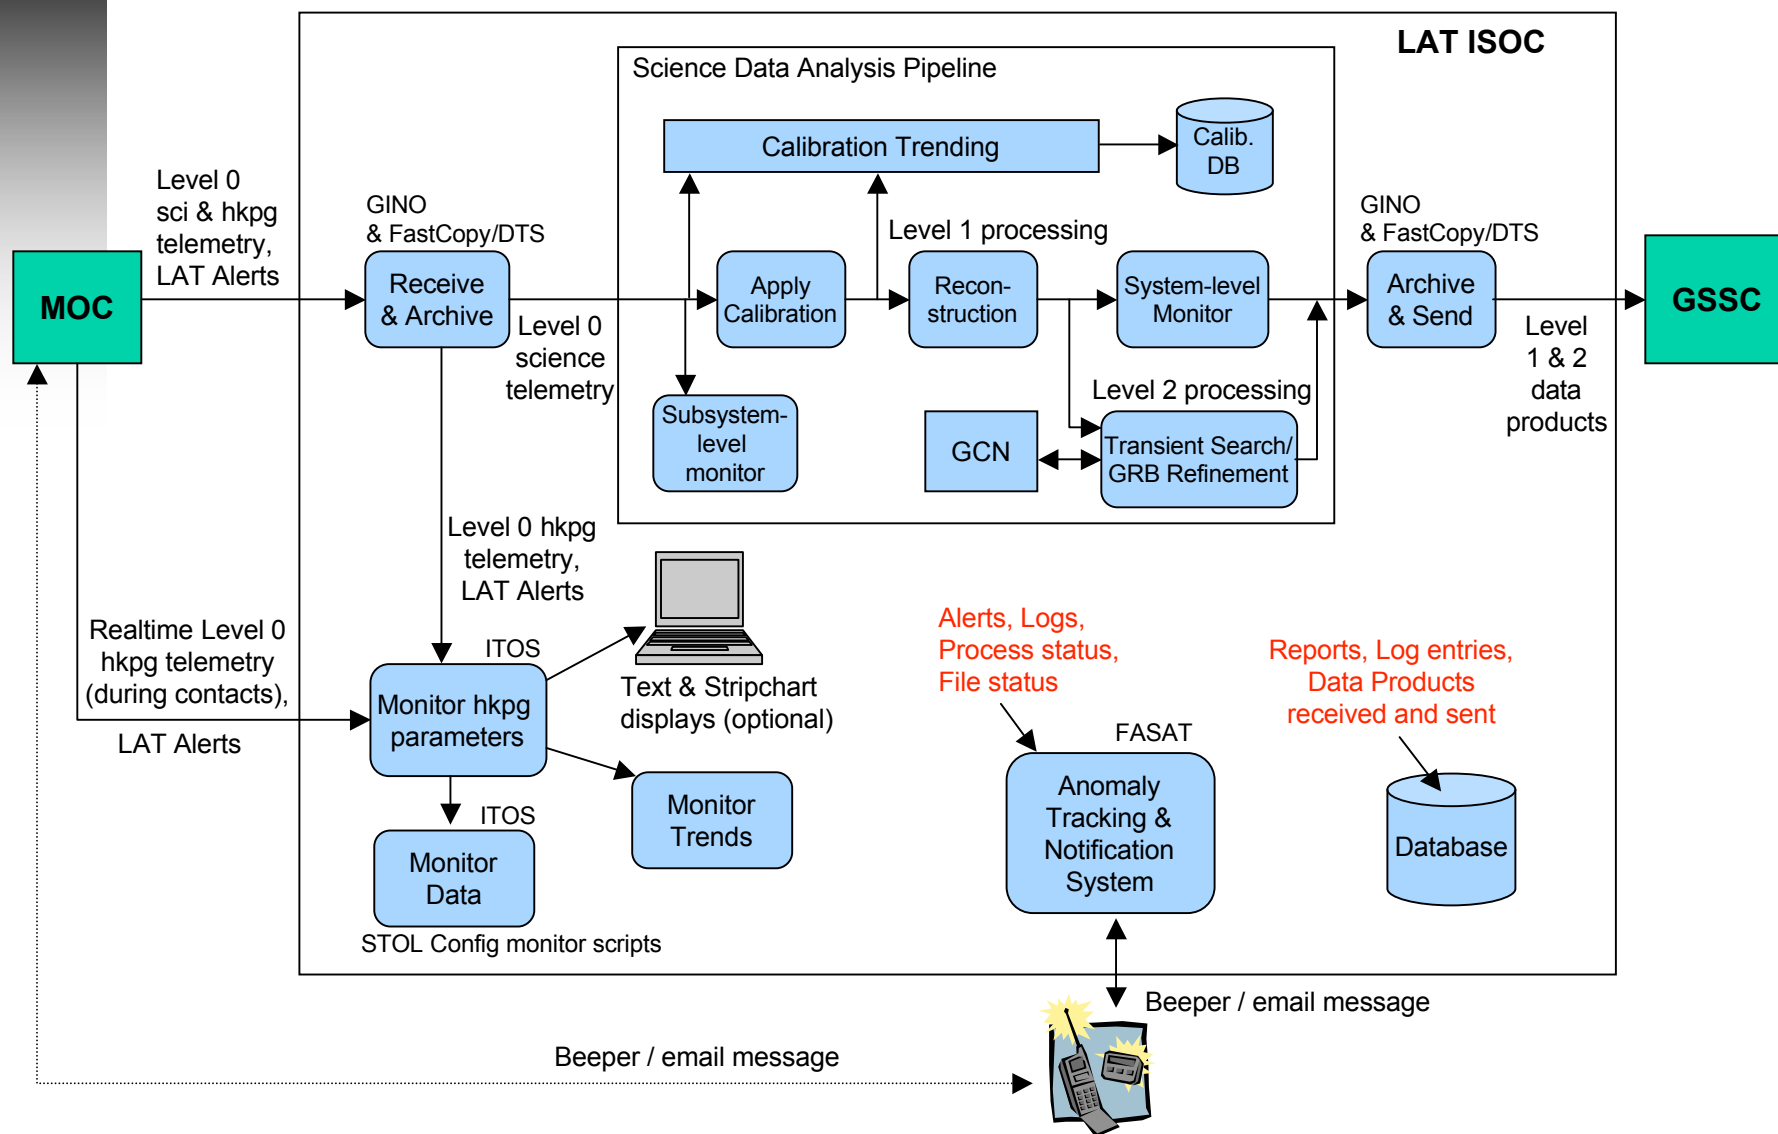 LAT ISOC
Science Data Analysis Pipeline
Calibration Trending
Calib.
DB
Level 0
sci & hkpg
telemetry,
LAT Alerts
GINO
& FastCopy/DTS
Level 1 processing
GINO
& FastCopy/DTS
MOC
Receive
& Archive
Apply
Calibration
Recon-
struction
System-level
Monitor
Archive
& Send
GSSC
Level 0
science
telemetry
Level
1 & 2
data
products
Level 2 processing
Subsystem-
level
monitor
GCN
Transient Search/
GRB Refinement
Level 0 hkpg
telemetry,
LAT Alerts
Realtime Level 0
hkpg telemetry
(during contacts),
LAT Alerts
ITOS
Monitor hkpg
parameters
Text & Stripchart
displays (optional)
Alerts, Logs,
Process status,
File status
Reports, Log entries,
Data Products
received and sent
FASAT
Anomaly
Tracking &
Notification
System
Database
Monitor
Trends
ITOS
Monitor
Data
STOL Config monitor scripts
Beeper / email message
Beeper / email message